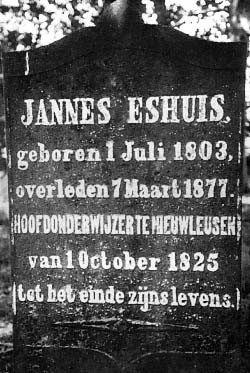 JANNES ESHUIS,
geboren 1 Juli 1803,
overleden 7 Maart 1877.
HOOFDONDERWIJZER TE NIEUWLEUSEN
van 1 October 1825
tot het einde zijns levens.